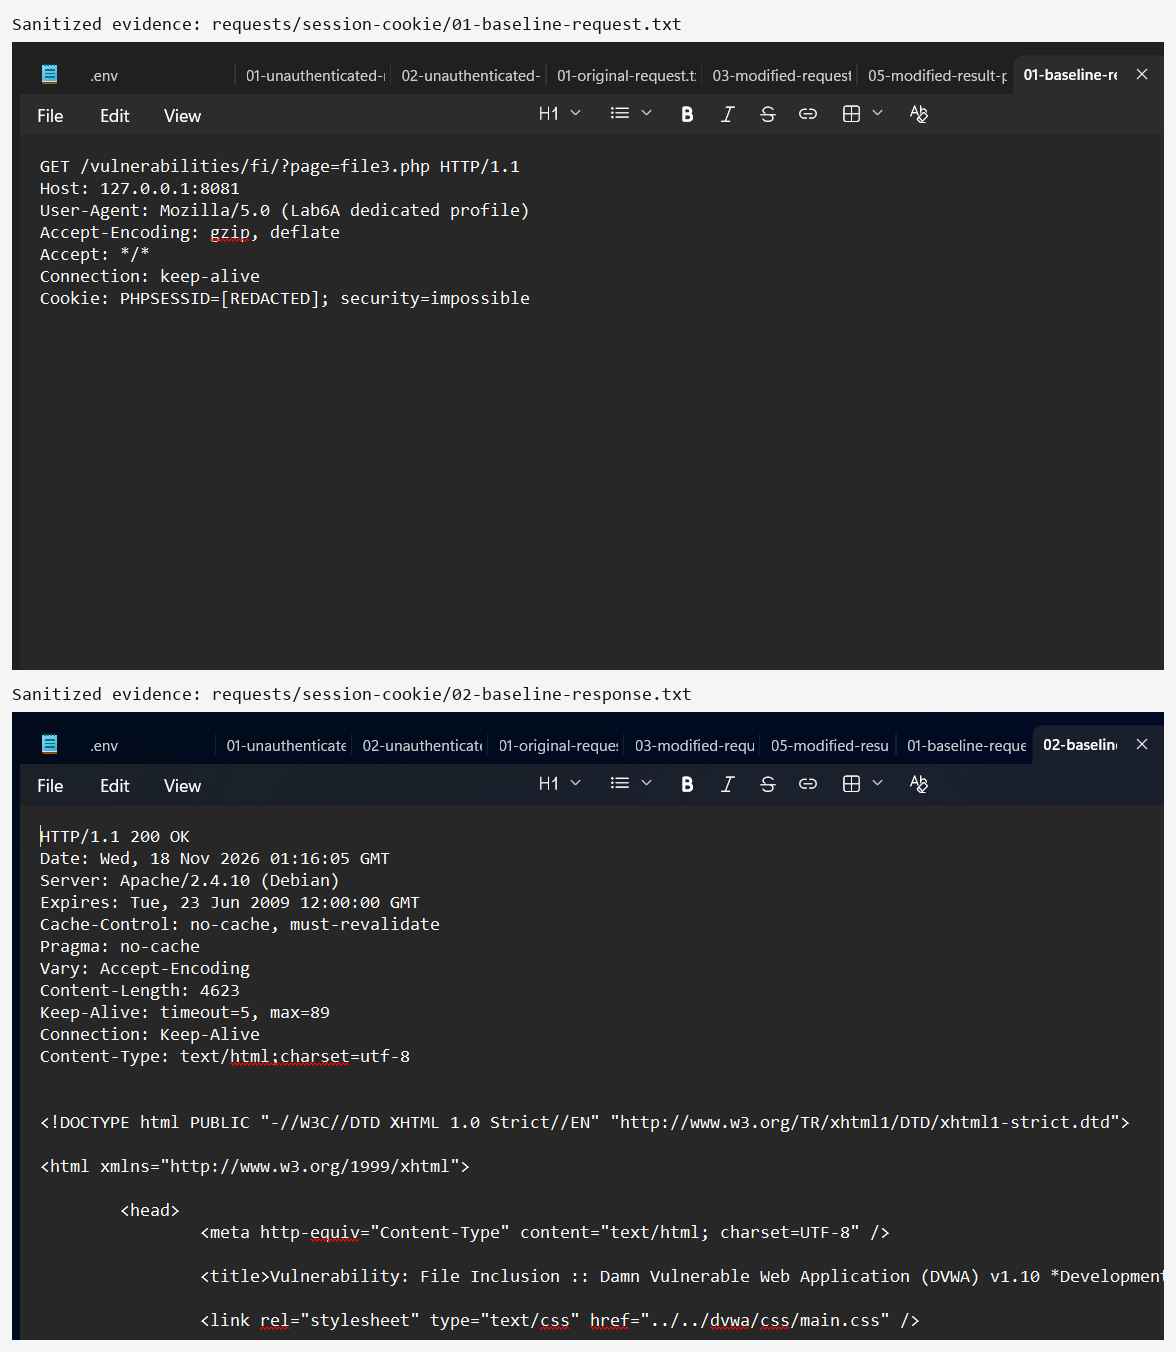 Sanitized evidence: requests/session-cookie/01-baseline-request.txt
.env 01-unauthenticated-r 02-unauthenticated- 01-original-request.t 03-modified-request 05-modified-result-p 01-baseline-re
File Edit View H1 B I S
GET /vulnerabilities/fi/?page=file3.php HTTP/1.1
Host: 127.0.0.1:8081
User-Agent: Mozilla/5.0 (Lab6A dedicated profile)
Accept-Encoding: gzip, deflate
Accept: */*
Connection: keep-alive
Cookie: PHPSESSID=[REDACTED]; security=impossible
Sanitized evidence: requests/session-cookie/02-baseline-response.txt
.env 01-unauthenticate 02-unauthenticat 01-original-reques 03-modified-requ 05-modified-resu 01-baseline-reque 02-baselin
File Edit View H1 B I S
HTTP/1.1 200 OK
Date: Wed, 18 Nov 2026 01:16:05 GMT
Server: Apache/2.4.10 (Debian)
Expires: Tue, 23 Jun 2009 12:00:00 GMT
Cache-Control: no-cache, must-revalidate
Pragma: no-cache
Vary: Accept-Encoding
Content-Length: 4623
Keep-Alive: timeout=5, max=89
Connection: Keep-Alive
Content-Type: text/html;charset=utf-8
<!DOCTYPE html PUBLIC "-//W3C//DTD XHTML 1.0 Strict//EN" "http://www.w3.org/TR/xhtml1/DTD/xhtml1-strict.dtd">
<html xmlns="http://www.w3.org/1999/xhtml">
<head>
<meta http-equiv="Content-Type" content="text/html; charset=UTF-8" />
<title>Vulnerability: File Inclusion :: Damn Vulnerable Web Application (DVWA) v1.10 *Development
<link rel="stylesheet" type="text/css" href="../../dvwa/css/main.css" />